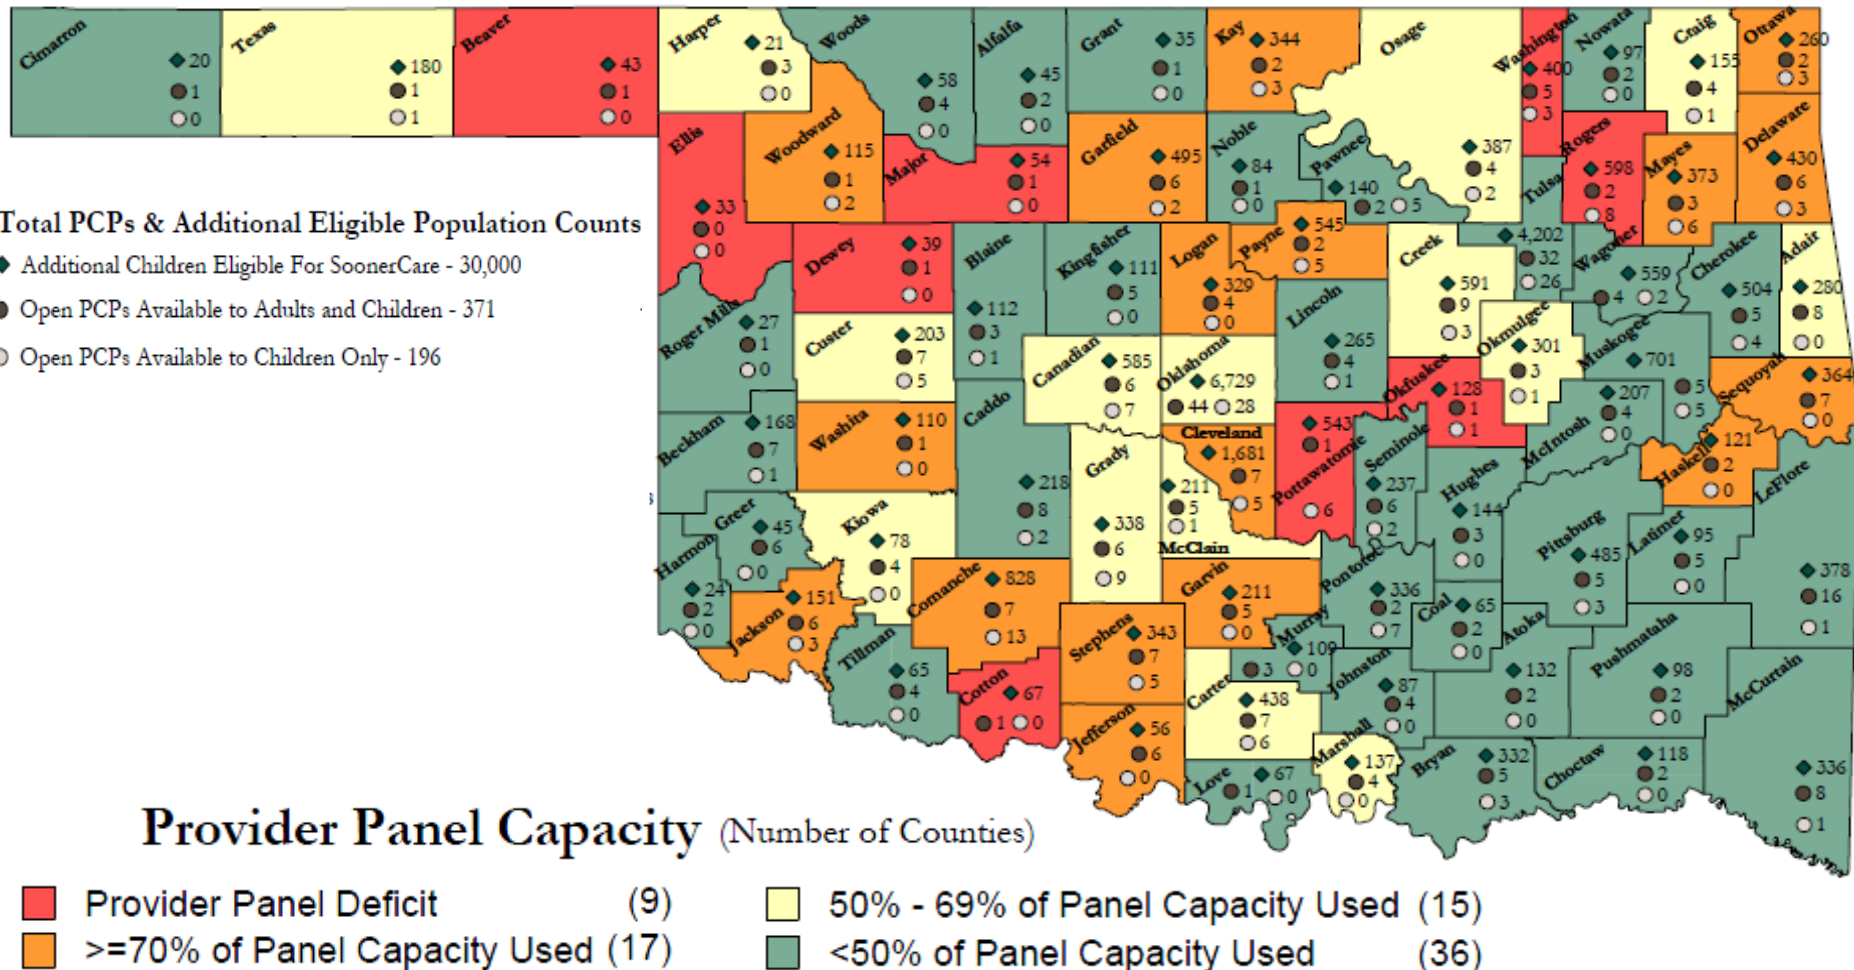 Cimarron
20
1
0
Texas
180
1
1
Beaver
43
1
0
Harper
21
3
0
Woods
58
4
0
Alfalfa
45
2
0
Grant
35
1
0
Kay
344
2
3
Osage
387
4
2
Washington
400
5
3
Nowata
97
2
0
Craig
155
4
1
Ottawa
260
2
3
Ellis
33
0
0
Woodward
115
1
2
Major
54
1
0
Garfield
495
6
2
Noble
84
1
0
Pawnee
140
2 5
Tulsa
4,202
32
26
Rogers
598
2
8
Mayes
373
3
6
Delaware
430
6
3
Total PCPs & Additional Eligible Population Counts
Additional Children Eligible For SoonerCare - 30,000
Open PCPs Available to Adults and Children - 371
Open PCPs Available to Children Only - 196
Dewey
39
1
0
Blaine
112
3
1
Kingfisher
111
5
0
Logan
329
4
0
Payne
545
2
5
Creek
591
9
3
Wagoner
559
4 2
Cherokee
504
5
4
Adair
280
8
0
Roger Mills
27
1
0
Custer
203
7
5
Canadian
585
6
7
Oklahoma
6,729
44 28
Lincoln
265
4
1
Okfuskee
128
1
1
Okmulgee
301
3
1
Muskogee
701
5
5
Sequoyah
364
7
0
Beckham
168
7
1
Washita
110
1
0
Caddo
218
8
2
Grady
338
6
9
Cleveland
1,681
7
5
211
5
1
McClain
Pottawatomie
543
1
6
Seminole
237
6
2
Hughes
144
3
0
McIntosh
207
4
0
Haskell
121
2
0
LeFlore
378
16
1
Harmon
24
2
0
Greer
45
6
0
Kiowa
78
4
0
Comanche
828
7
13
Garvin
211
5
0
Pontotoc
336
2
7
Pittsburg
485
5
3
Latimer
95
5
0
Jackson
151
6
3
Tillman
65
4
0
Cotton
67
1 0
Stephens
343
7
5
Murray
109
3 0
Coal
65
2
0
Atoka
132
2
0
Pushmataha
98
2
0
McCurtain
336
8
1
Jefferson
56
6
0
Carter
438
7
6
Johnston
87
4
0
Love
67
1 0
Marshall
137
4
0
Bryan
332
5
3
Choctaw
118
2
0
Provider Panel Capacity (Number of Counties)
Provider Panel Deficit (9)
>=70% of Panel Capacity Used (17)
50% - 69% of Panel Capacity Used (15)
<50% of Panel Capacity Used (36)